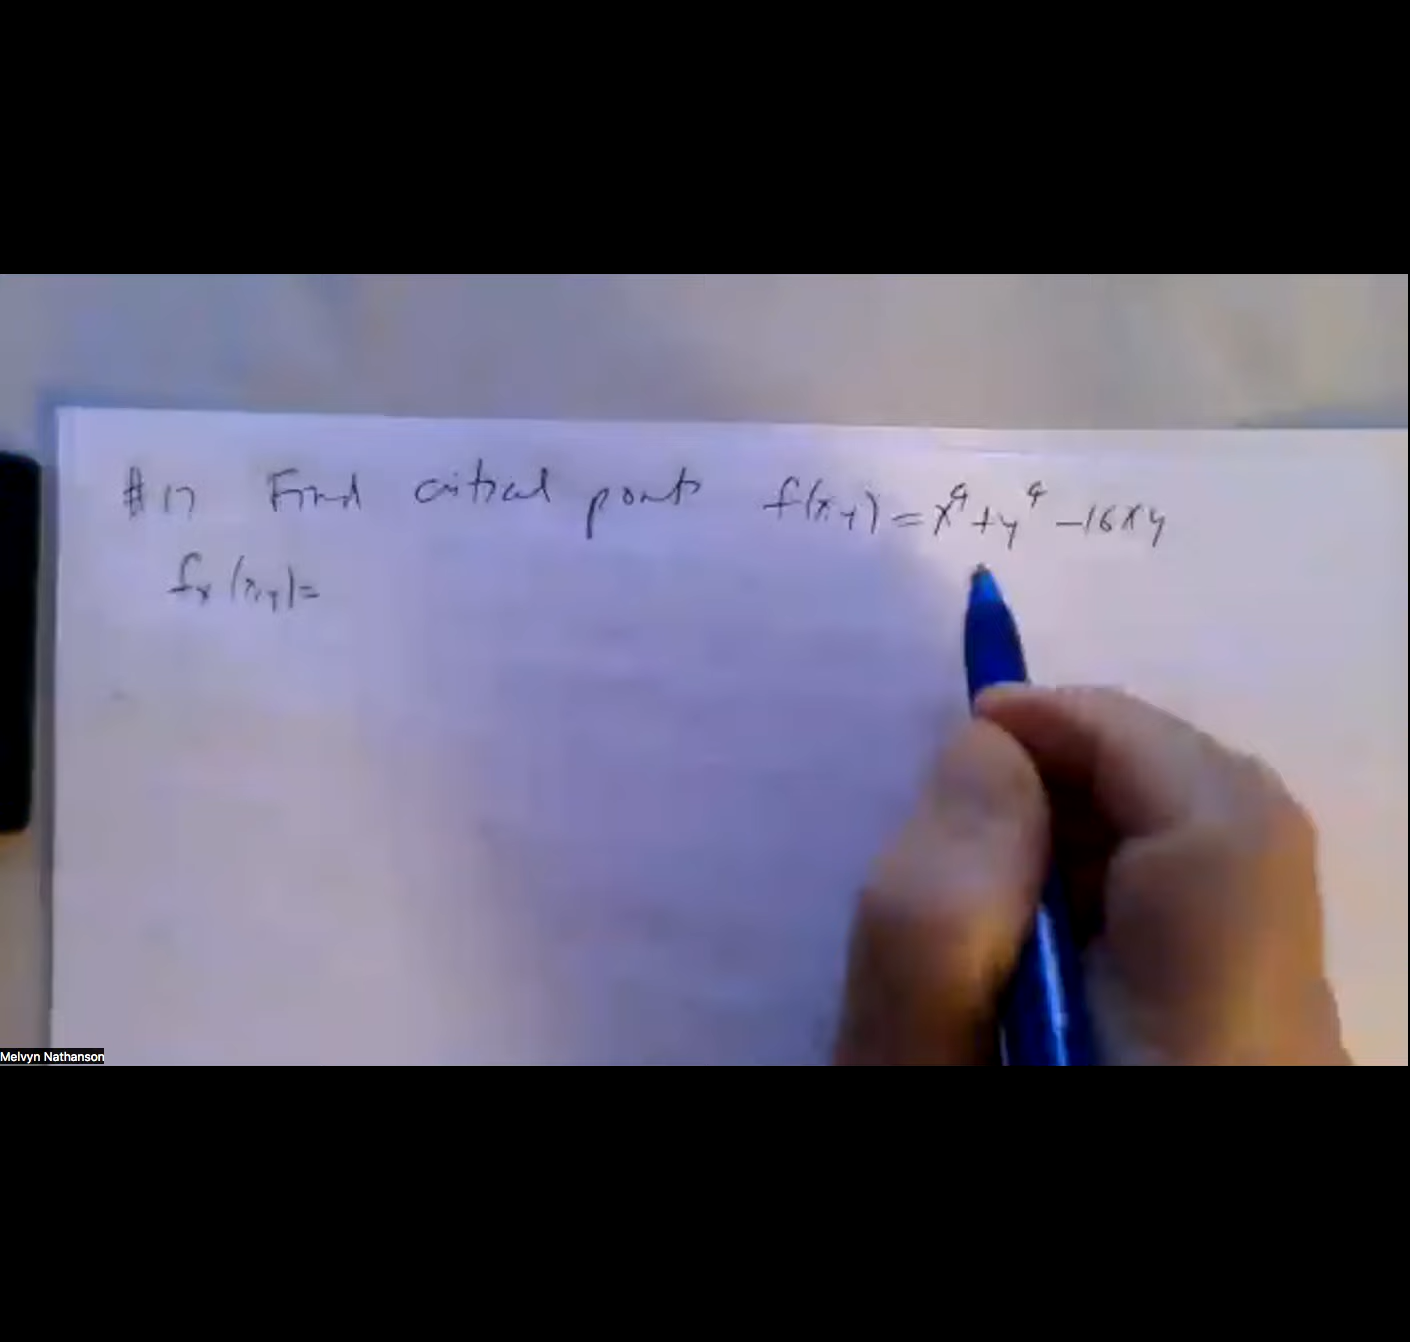 #17 Find critical points f(x,y) = x⁴ + y⁴ - 16xy
fx(x,y) =
Melvyn Nathanson